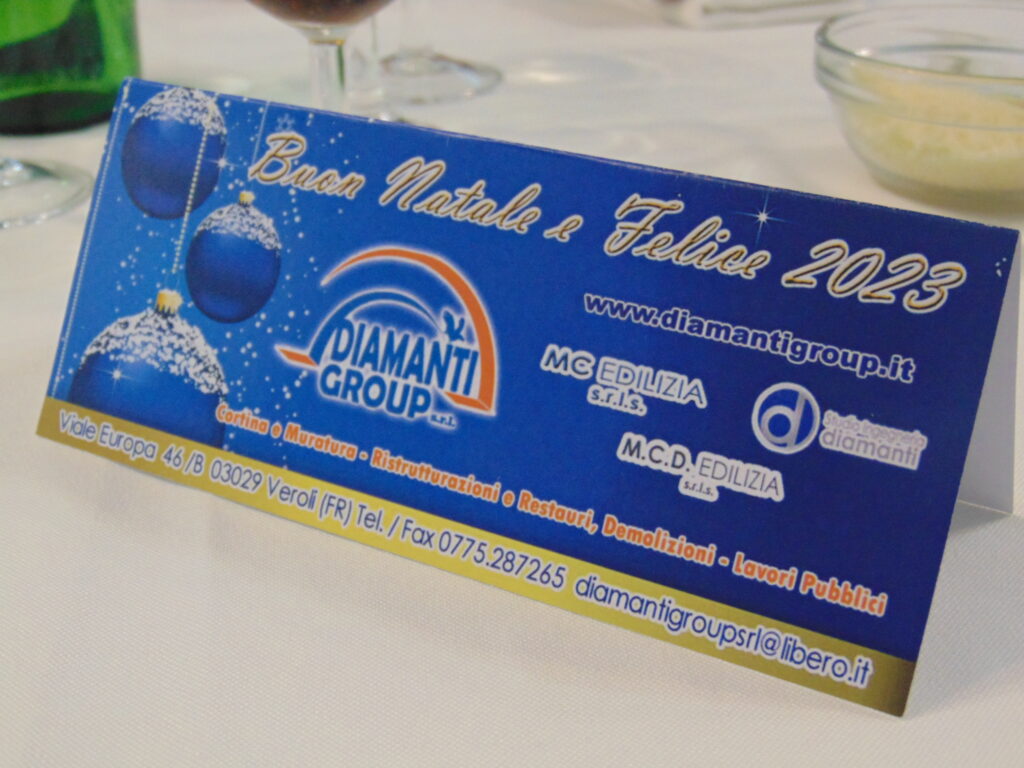 Buon Natale e Felice 2023
www.diamantigroup.it
DIAMANTI
GROUP s.r.l.
MC EDILIZIA
s.r.l.s.
d Studio Ingegneria
diamanti
M.C.D. EDILIZIA
s.r.l.s.
Cortina e Muratura - Ristrutturazioni e Restauri, Demolizioni - Lavori Pubblici
Viale Europa 46/B 03029 Veroli (FR) Tel. / Fax 0775.287265 diamantigroupsrl@libero.it